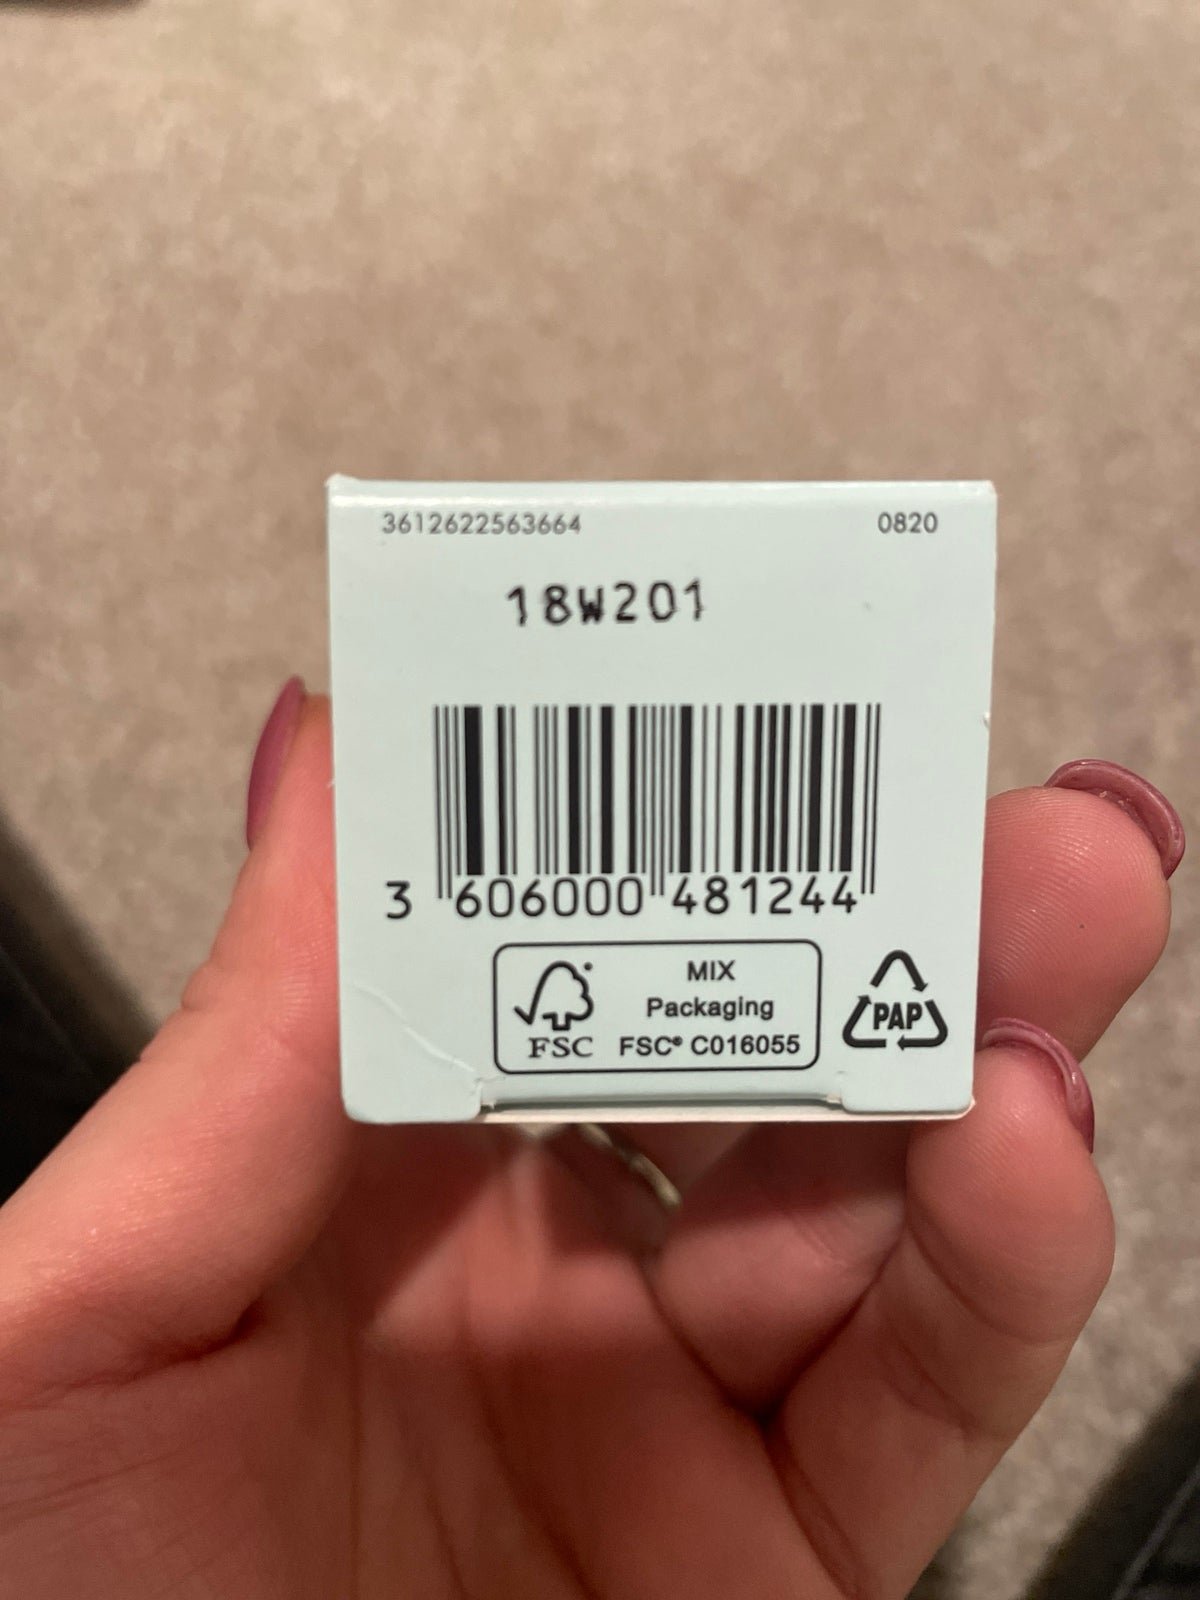 3612622563664 0820
18W201
3 606000 481244
MIX
Packaging
FSC FSC® C016055
PAP